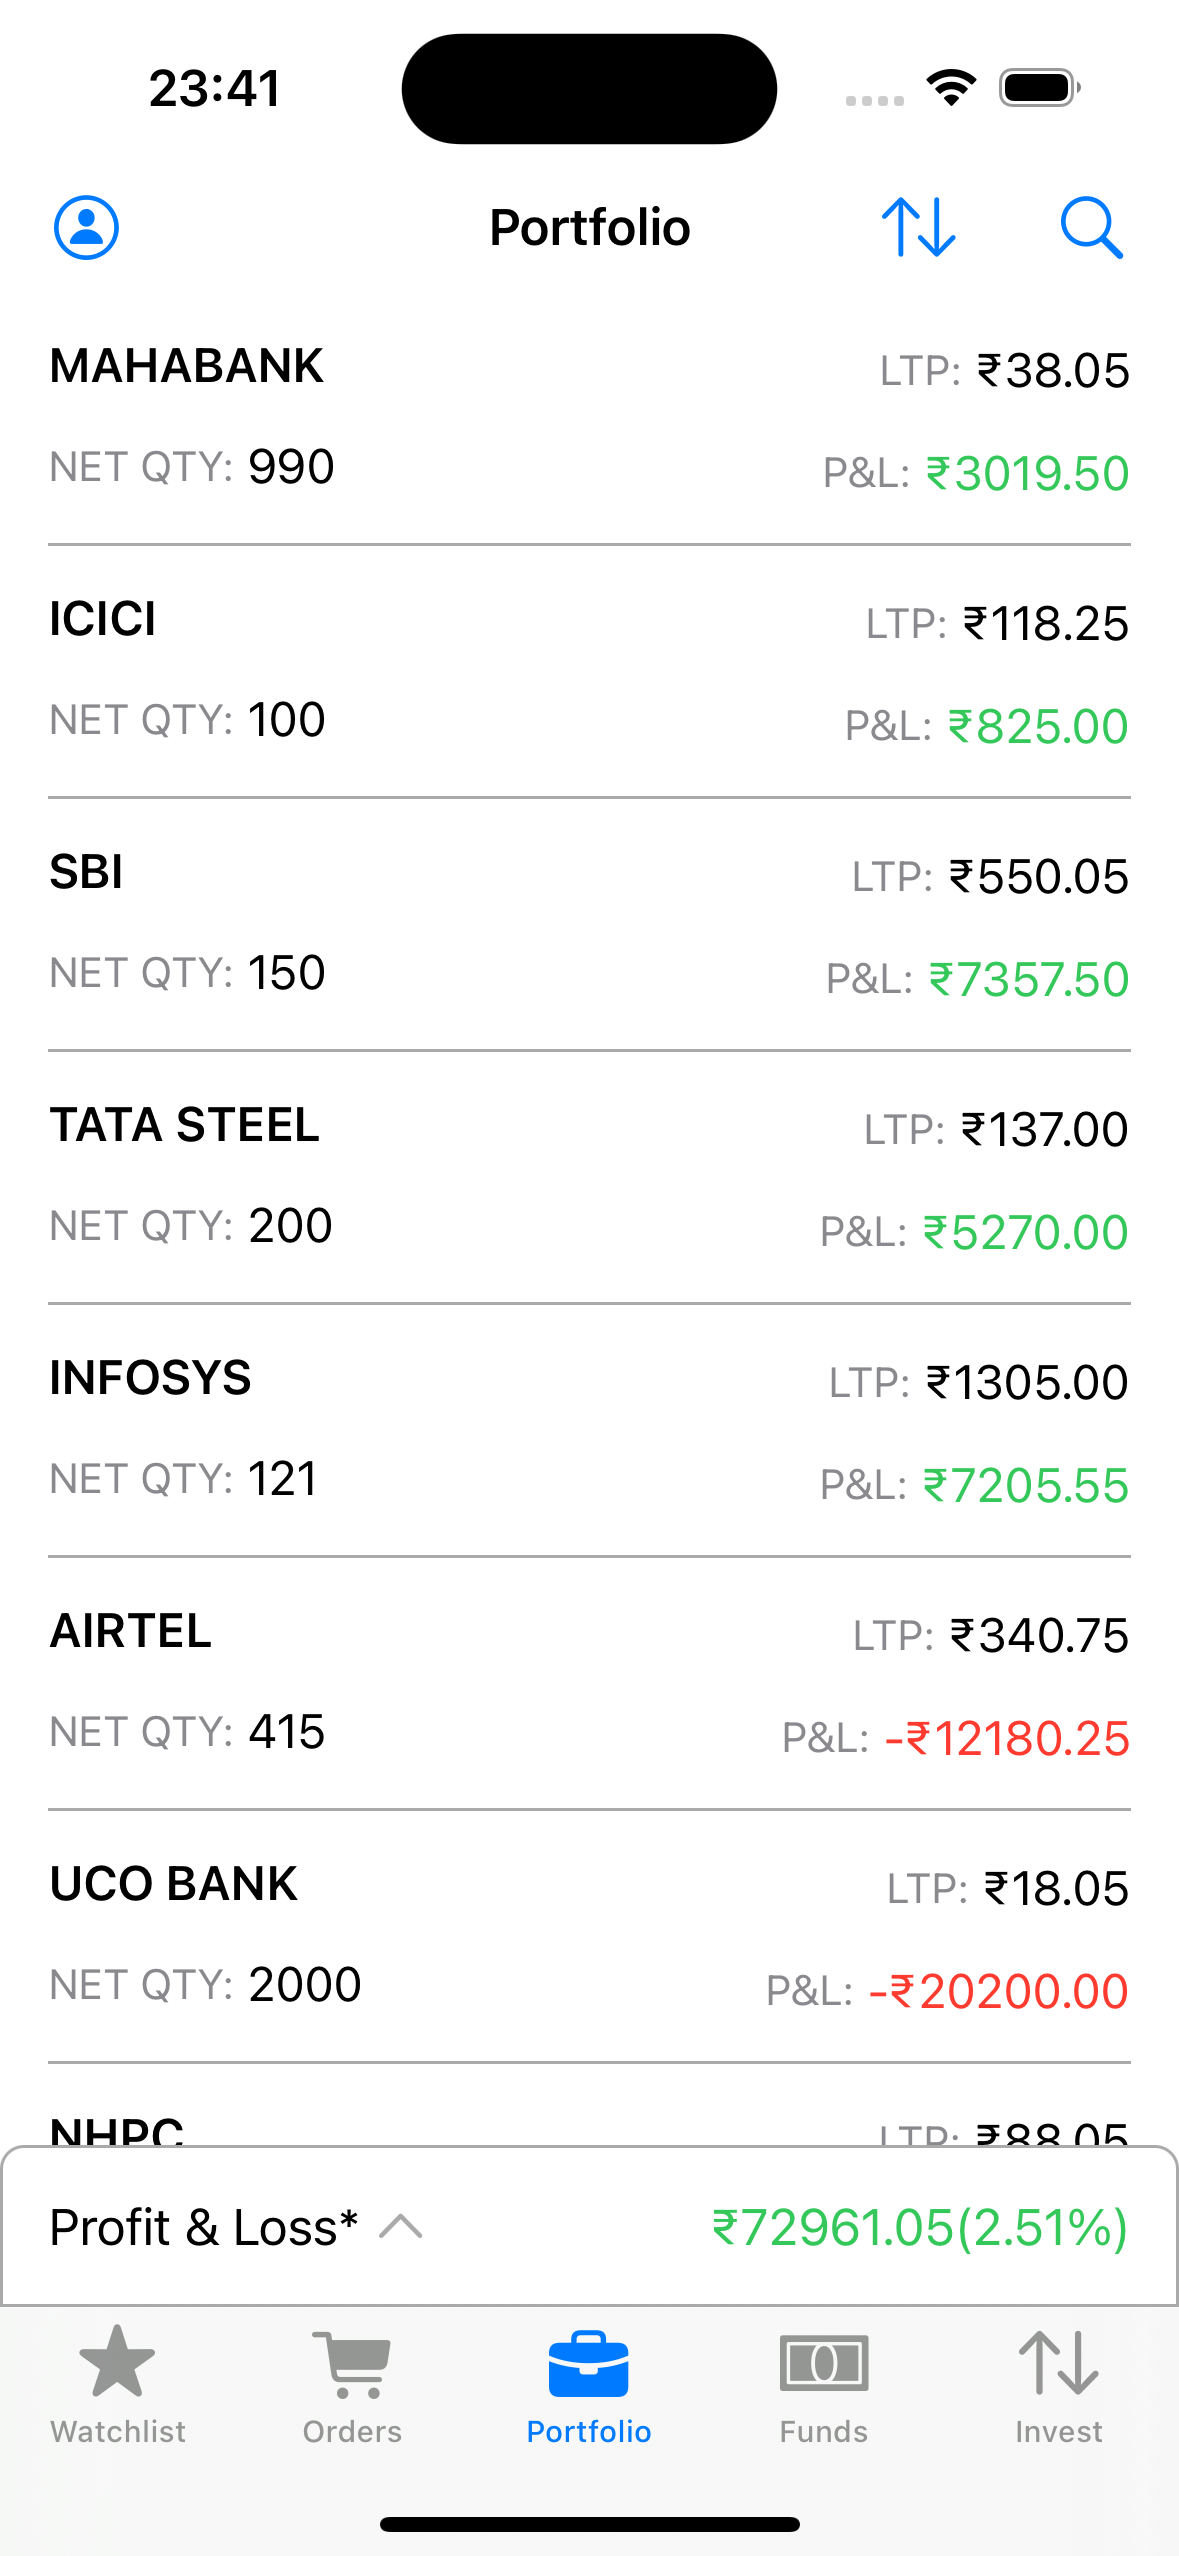 23:41
Portfolio
MAHABANK
LTP: ₹38.05
NET QTY: 990
P&L: ₹3019.50
ICICI
LTP: ₹118.25
NET QTY: 100
P&L: ₹825.00
SBI
LTP: ₹550.05
NET QTY: 150
P&L: ₹7357.50
TATA STEEL
LTP: ₹137.00
NET QTY: 200
P&L: ₹5270.00
INFOSYS
LTP: ₹1305.00
NET QTY: 121
P&L: ₹7205.55
AIRTEL
LTP: ₹340.75
NET QTY: 415
P&L: -₹12180.25
UCO BANK
LTP: ₹18.05
NET QTY: 2000
P&L: -₹20200.00
NHPC
LTP: ₹88.05
Profit & Loss*
₹72961.05(2.51%)
Watchlist
Orders
Portfolio
Funds
Invest